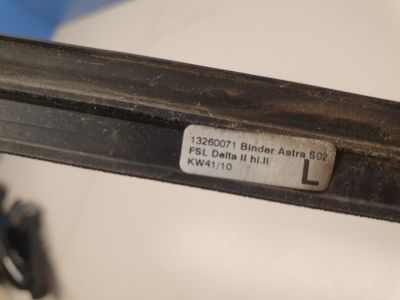 13260071 Binder Astra S02
FSL Delta II hi.li
KW41/10
L